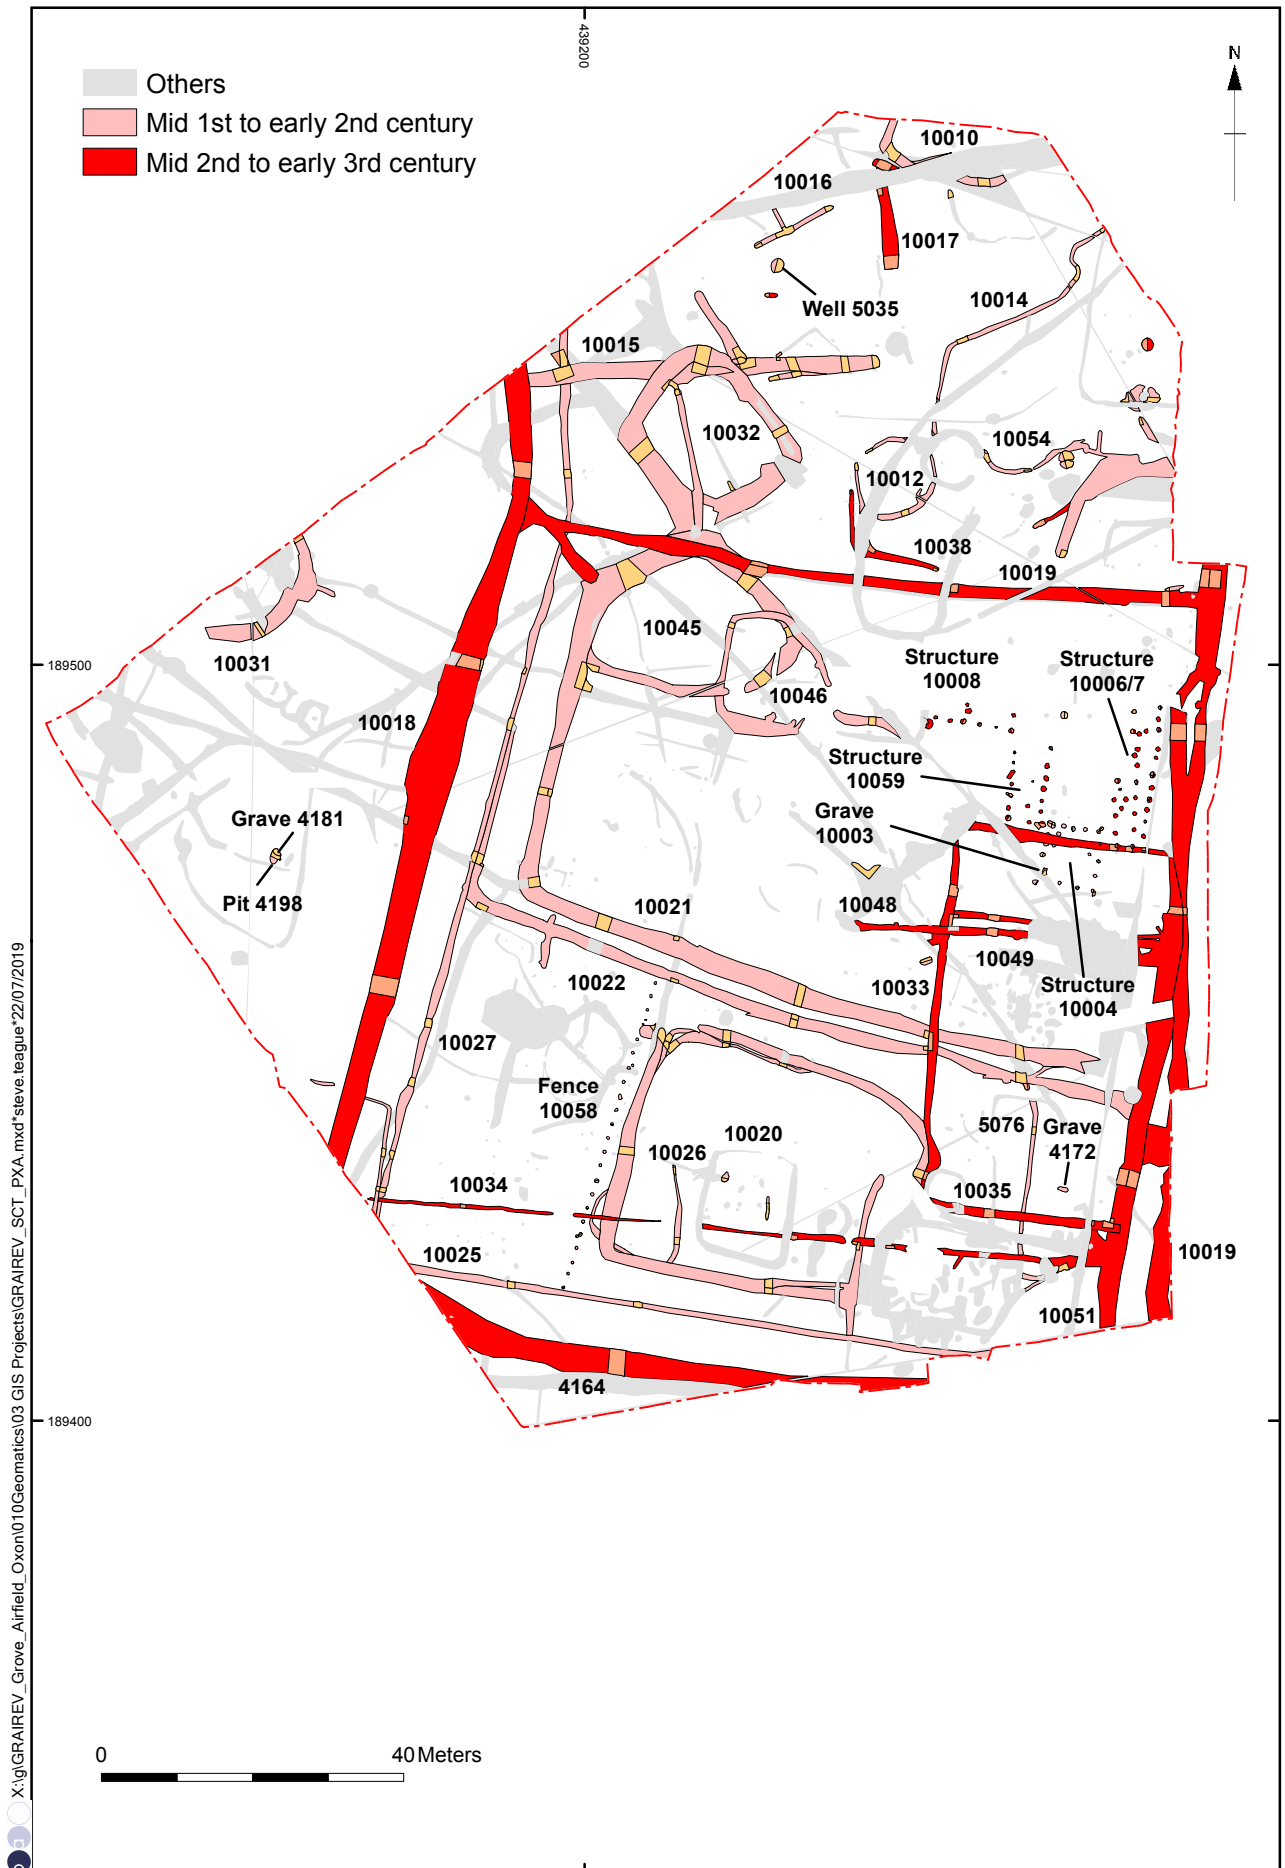 439200
N
Others
Mid 1st to early 2nd century
Mid 2nd to early 3rd century
10010
10016
10017
Well 5035
10014
10015
10032
10054
10012
10038
10019
10045
10031
189500
Structure
10008
Structure
10006/7
10046
10018
Structure
10059
Grave
10003
Grave 4181
Pit 4198
10048
10021
10049
10022
10033
Structure
10004
10027
Fence
10058
5076
Grave
4172
10020
10026
10034
10035
10025
10019
10051
4164
189400
0
40 Meters
X:\g\GRAIREV_Grove_Airfield_Oxon\010Geomatics\03 GIS Projects\GRAIREV_SCT_PXA.mxd*steve.teague*22/07/2019